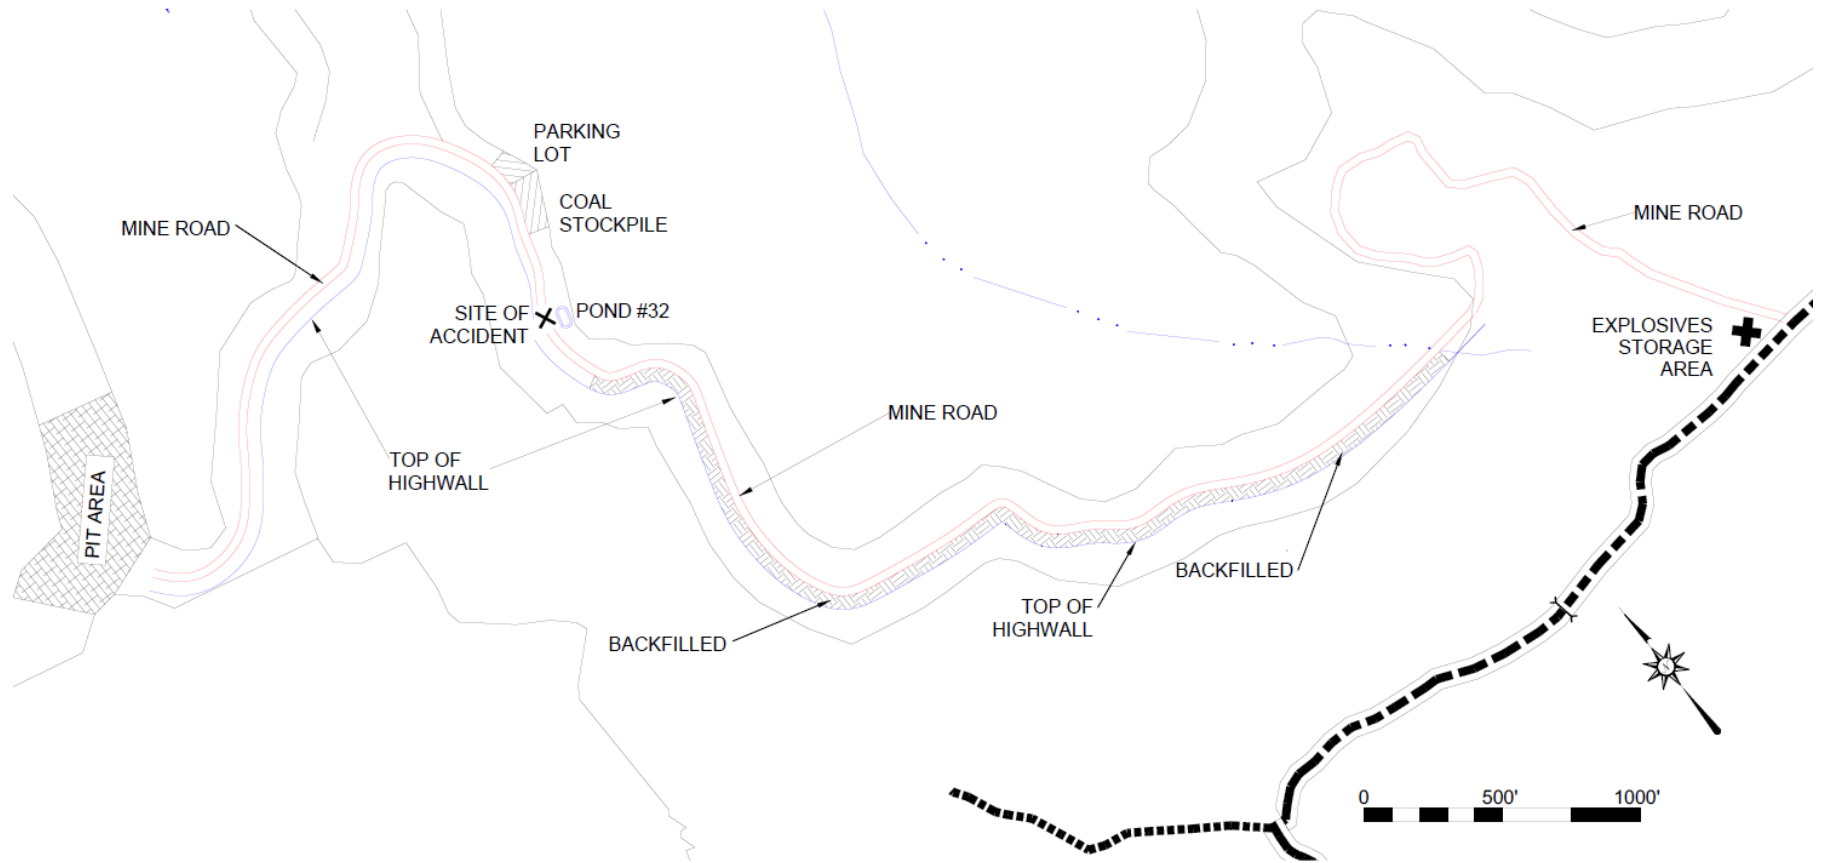 PARKING
LOT
COAL
STOCKPILE
MINE ROAD
MINE ROAD
SITE OF
ACCIDENT
POND #32
EXPLOSIVES
STORAGE
AREA
MINE ROAD
TOP OF
HIGHWALL
PIT AREA
BACKFILLED
TOP OF
HIGHWALL
BACKFILLED
0 500' 1000'